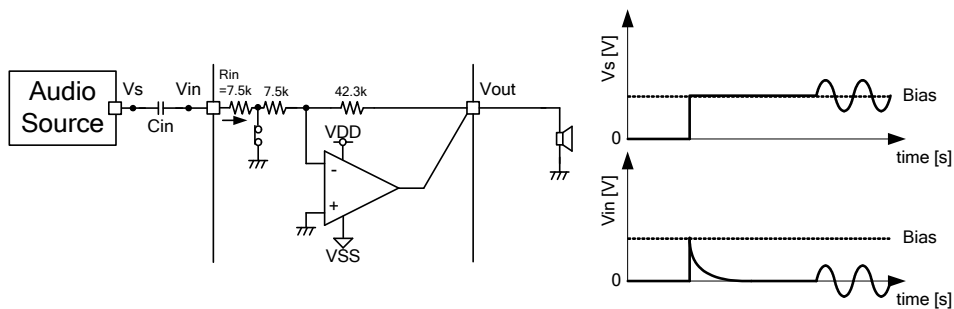 Audio
Source
Vs
Cin
Vin
Rin
=7.5k
7.5k
42.3k
VDD
-
+
VSS
Vout
Vs [V]
Bias
0
time [s]
Vin [V]
Bias
0
time [s]